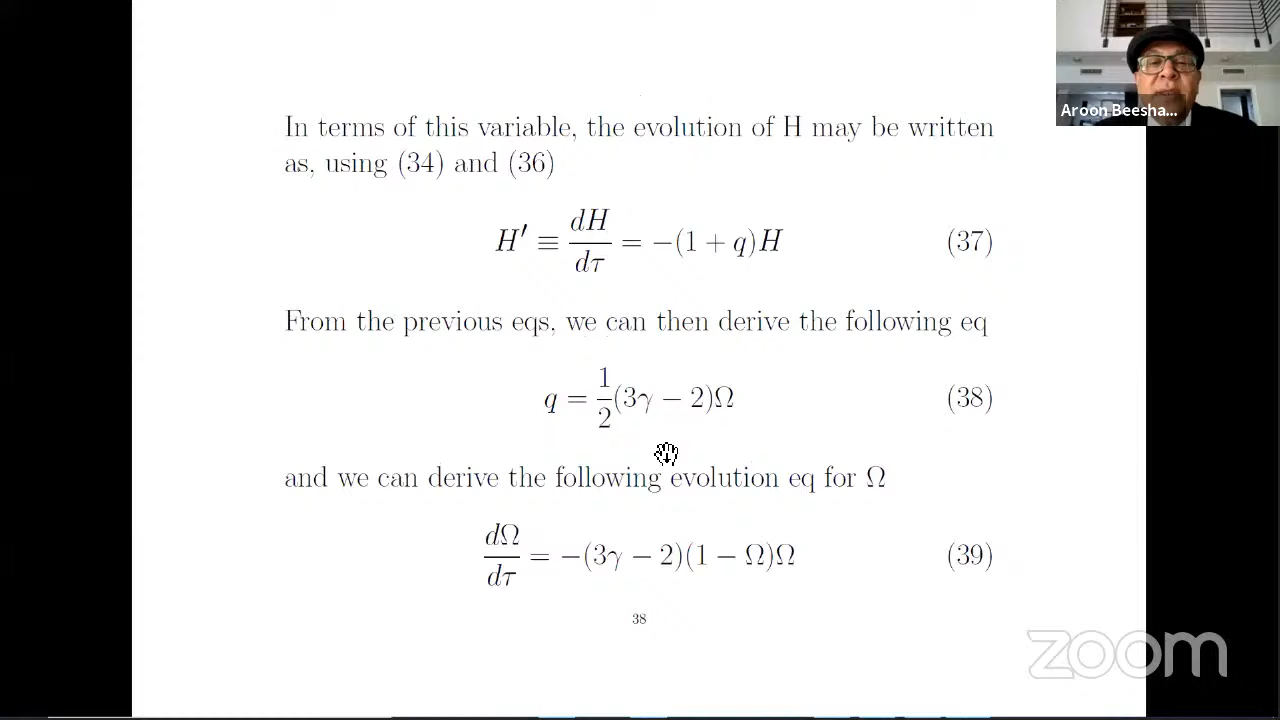 Aroon Beesha...
In terms of this variable, the evolution of H may be written
as, using (34) and (36)
H′ ≡ dH/dτ = −(1 + q)H (37)
From the previous eqs, we can then derive the following eq
q = 1/2(3γ − 2)Ω (38)
and we can derive the following evolution eq for Ω
dΩ/dτ = −(3γ − 2)(1 − Ω)Ω (39)
38
zoom